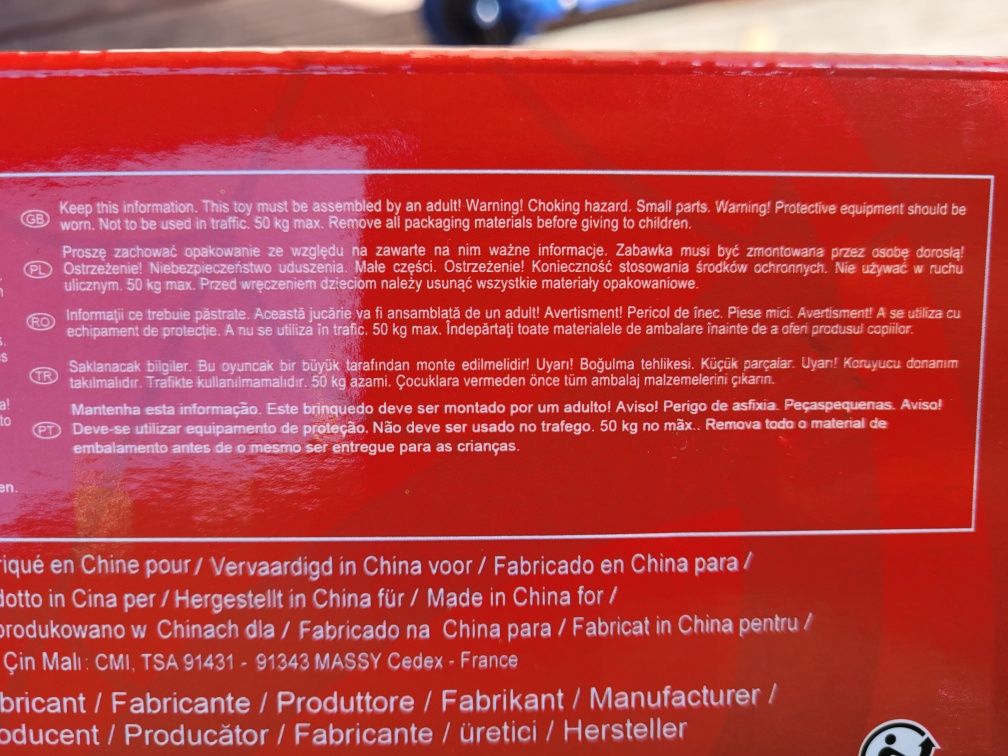 GB Keep this information. This toy must be assembled by an adult! Warning! Choking hazard. Small parts. Warning! Protective equipment should be
worn. Not to be used in traffic. 50 kg max. Remove all packaging materials before giving to children.
Proszę zachować opakowanie ze względu na zawarte na nim ważne informacje. Zabawka musi być zmontowana przez osobę dorosłą!
PL Ostrzeżenie! Niebezpieczeństwo uduszenia. Małe części. Ostrzeżenie! Konieczność stosowania środków ochronnych. Nie używać w ruchu
ulicznym. 50 kg max. Przed wręczeniem dzieciom należy usunąć wszystkie materiały opakowaniowe.
RO Informaţii ce trebuie păstrate. Această jucărie va fi ansamblată de un adult! Avertisment! Pericol de înec. Piese mici. Avertisment! A se utiliza cu
echipament de protecţie. A nu se utiliza în trafic. 50 kg max. Îndepărtaţi toate materialele de ambalare înainte de a oferi produsul copiilor.
TR Saklanacak bilgiler. Bu oyuncak bir büyük tarafından monte edilmelidir! Uyarı! Boğulma tehlikesi. Küçük parçalar. Uyarı! Koruyucu donanım
takılmalıdır. Trafikte kullanılmamalıdır. 50 kg azami. Çocuklara vermeden önce tüm ambalaj malzemelerini çıkarın.
Mantenha esta informação. Este brinquedo deve ser montado por um adulto! Aviso! Perigo de asfixia. Peçaspequenas. Aviso!
PT Deve-se utilizar equipamento de proteção. Não deve ser usado no trafego. 50 kg no mãx.. Remova todo o material de
embalamento antes de o mesmo ser entregue para as crianças.
en.
riqué en Chine pour / Vervaardigd in China voor / Fabricado en China para /
dotto in Cina per / Hergestellt in China für / Made in China for /
produkowano w Chinach dla / Fabricado na China para / Fabricat in China pentru /
Çin Malı : CMI, TSA 91431 - 91343 MASSY Cedex - France
bricant / Fabricante / Produttore / Fabrikant / Manufacturer /
oducent / Producător / Fabricante / üretici / Hersteller